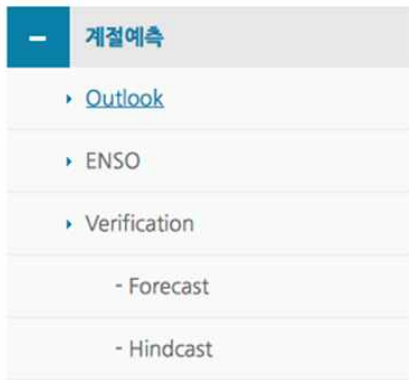 계절예측
Outlook
ENSO
Verification
- Forecast
- Hindcast